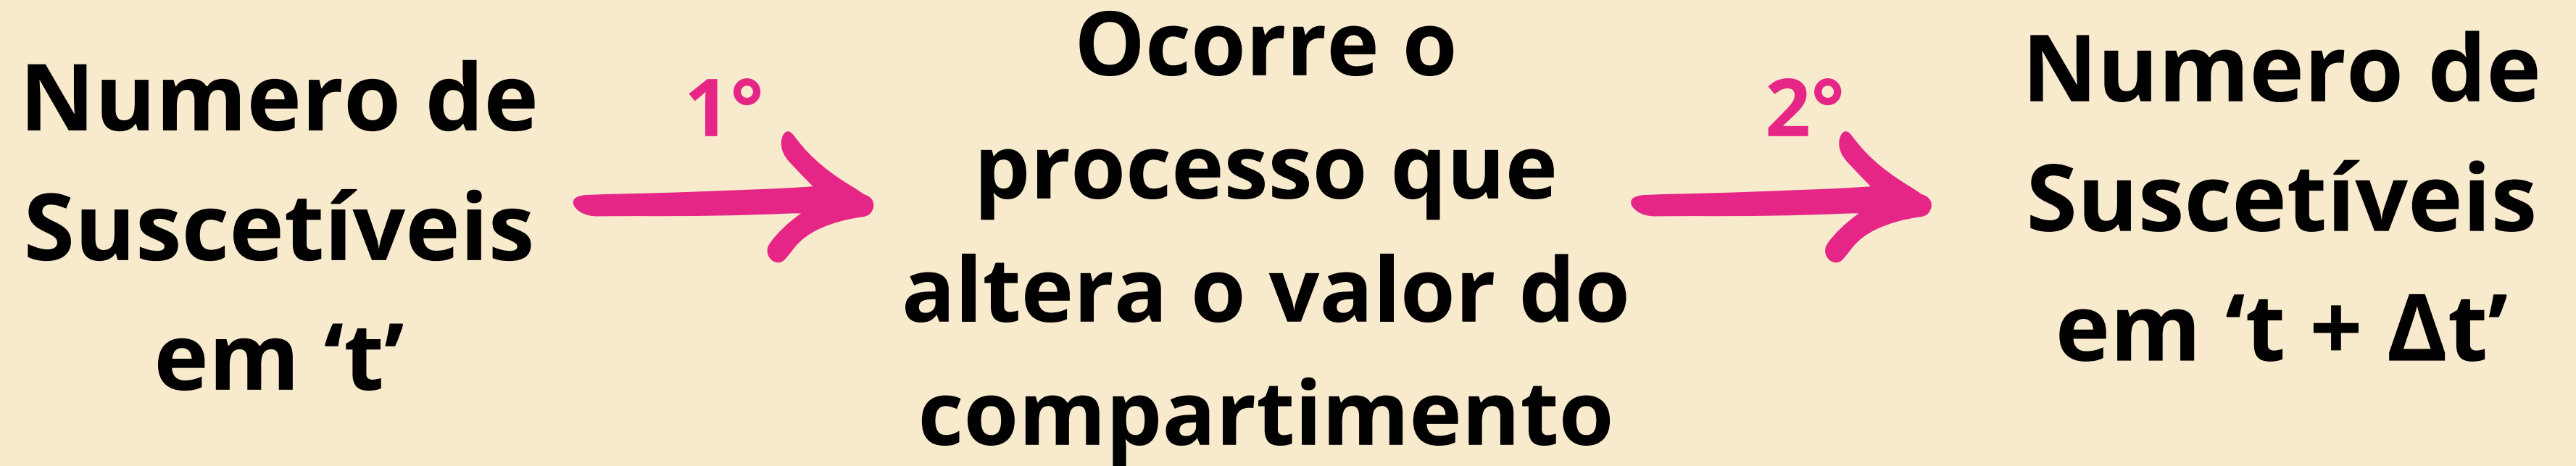 Numero de
Suscetíveis
em ‘t’
1°
Ocorre o
processo que
altera o valor do
compartimento
2°
Numero de
Suscetíveis
em ‘t + Δt’